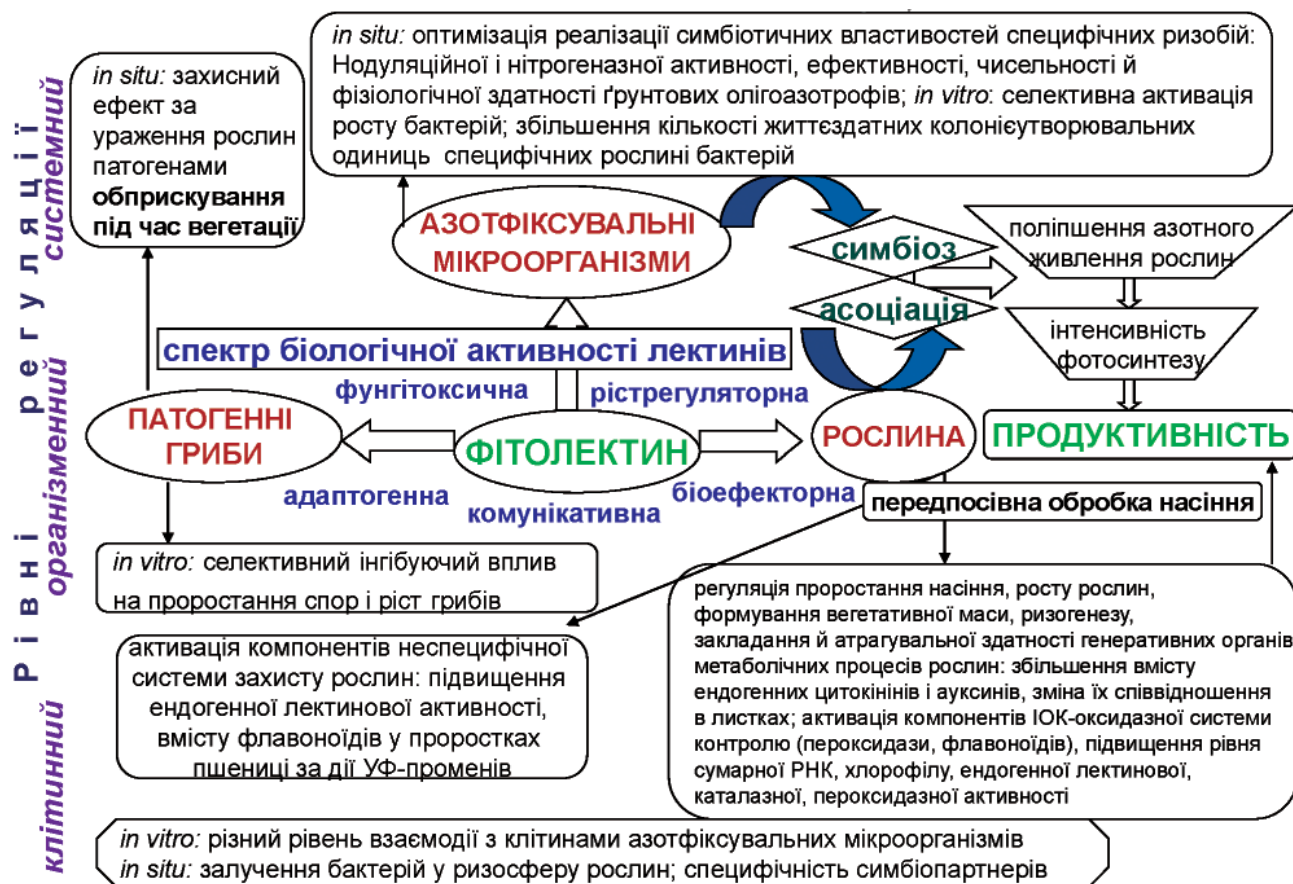 in situ: оптимізація реалізації симбіотичних властивостей специфічних ризобій:
Нодуляційної і нітрогеназної активності, ефективності, чисельності й
фізіологічної здатності ґрунтових олігоазотрофів; in vitro: селективна активація
росту бактерій; збільшення кількості життєздатних колонієутворювальних
одиниць специфічних рослині бактерій
in situ: захисний
ефект за
ураження рослин
патогенами
обприскування
під час вегетації
Рівні регуляції
системний
організменний
клітинний
АЗОТФІКСУВАЛЬНІ
МІКРООРГАНІЗМИ
симбіоз
асоціація
поліпшення азотного
живлення рослин
інтенсивність
фотосинтезу
ПРОДУКТИВНІСТЬ
спектр біологічної активності лектинів
фунгітоксична
рістрегуляторна
ПАТОГЕННІ
ГРИБИ
ФІТОЛЕКТИН
РОСЛИНА
адаптогенна
комунікативна
біоефекторна
передпосівна обробка насіння
in vitro: селективний інгібуючий вплив
на проростання спор і ріст грибів
активація компонентів неспецифічної
системи захисту рослин: підвищення
ендогенної лектинової активності,
вмісту флавоноїдів у проростках
пшениці за дії УФ-променів
регуляція проростання насіння, росту рослин,
формування вегетативної маси, ризогенезу,
закладання й атрагувальної здатності генеративних органів
метаболічних процесів рослин: збільшення вмісту
ендогенних цитокінінів і ауксинів, зміна їх співвідношення
в листках; активація компонентів ІОК-оксидазної системи
контролю (пероксидази, флавоноїдів), підвищення рівня
сумарної РНК, хлорофілу, ендогенної лектинової,
каталазної, пероксидазної активності
in vitro: різний рівень взаємодії з клітинами азотфіксувальних мікроорганізмів
in situ: залучення бактерій у ризосферу рослин; специфічність симбіопартнерів